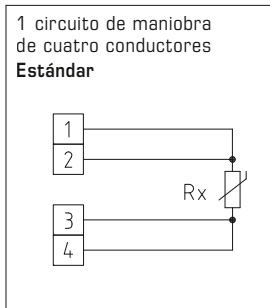 1 circuito de maniobra
de cuatro conductores
Estándar
1
2
Rx
3
4